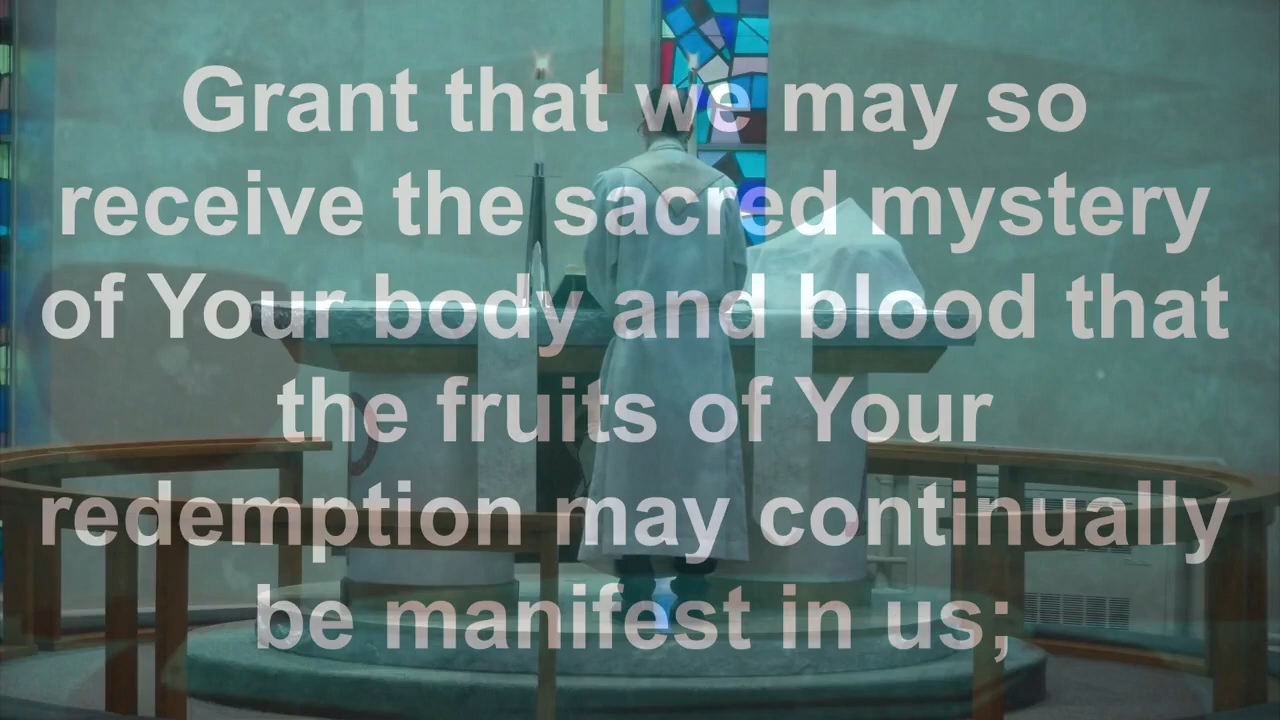 Grant that we may so
receive the sacred mystery
of Your body and blood that
the fruits of Your
redemption may continually
be manifest in us;